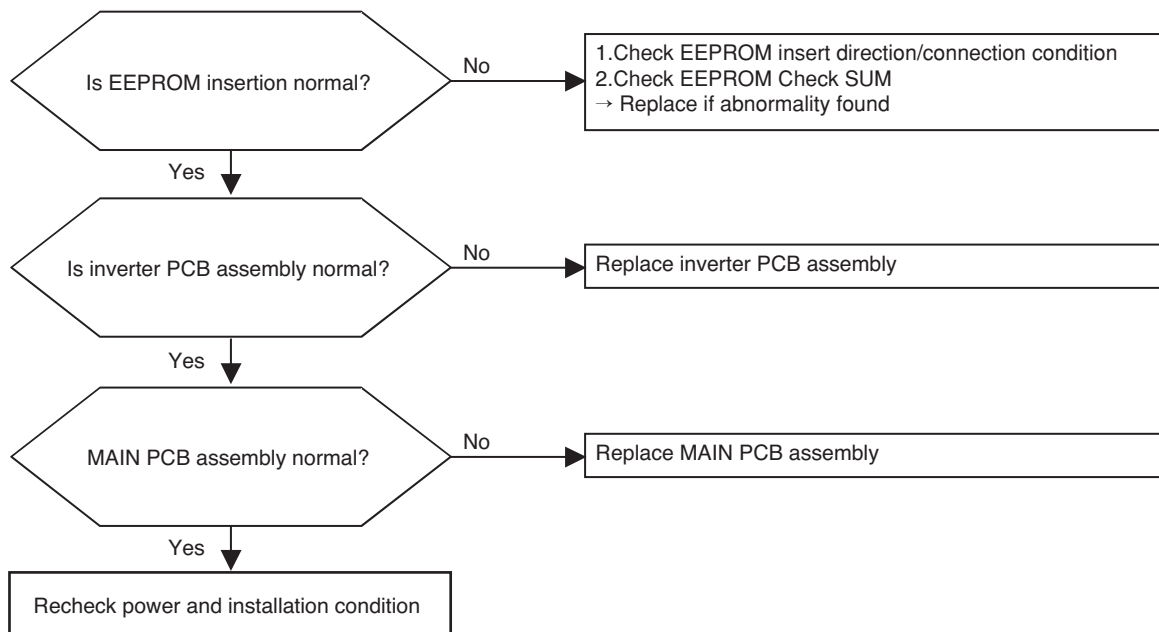 Is EEPROM insertion normal?
No
1.Check EEPROM insert direction/connection condition
2.Check EEPROM Check SUM
→ Replace if abnormality found
Yes
Is inverter PCB assembly normal?
No
Replace inverter PCB assembly
Yes
MAIN PCB assembly normal?
No
Replace MAIN PCB assembly
Yes
Recheck power and installation condition